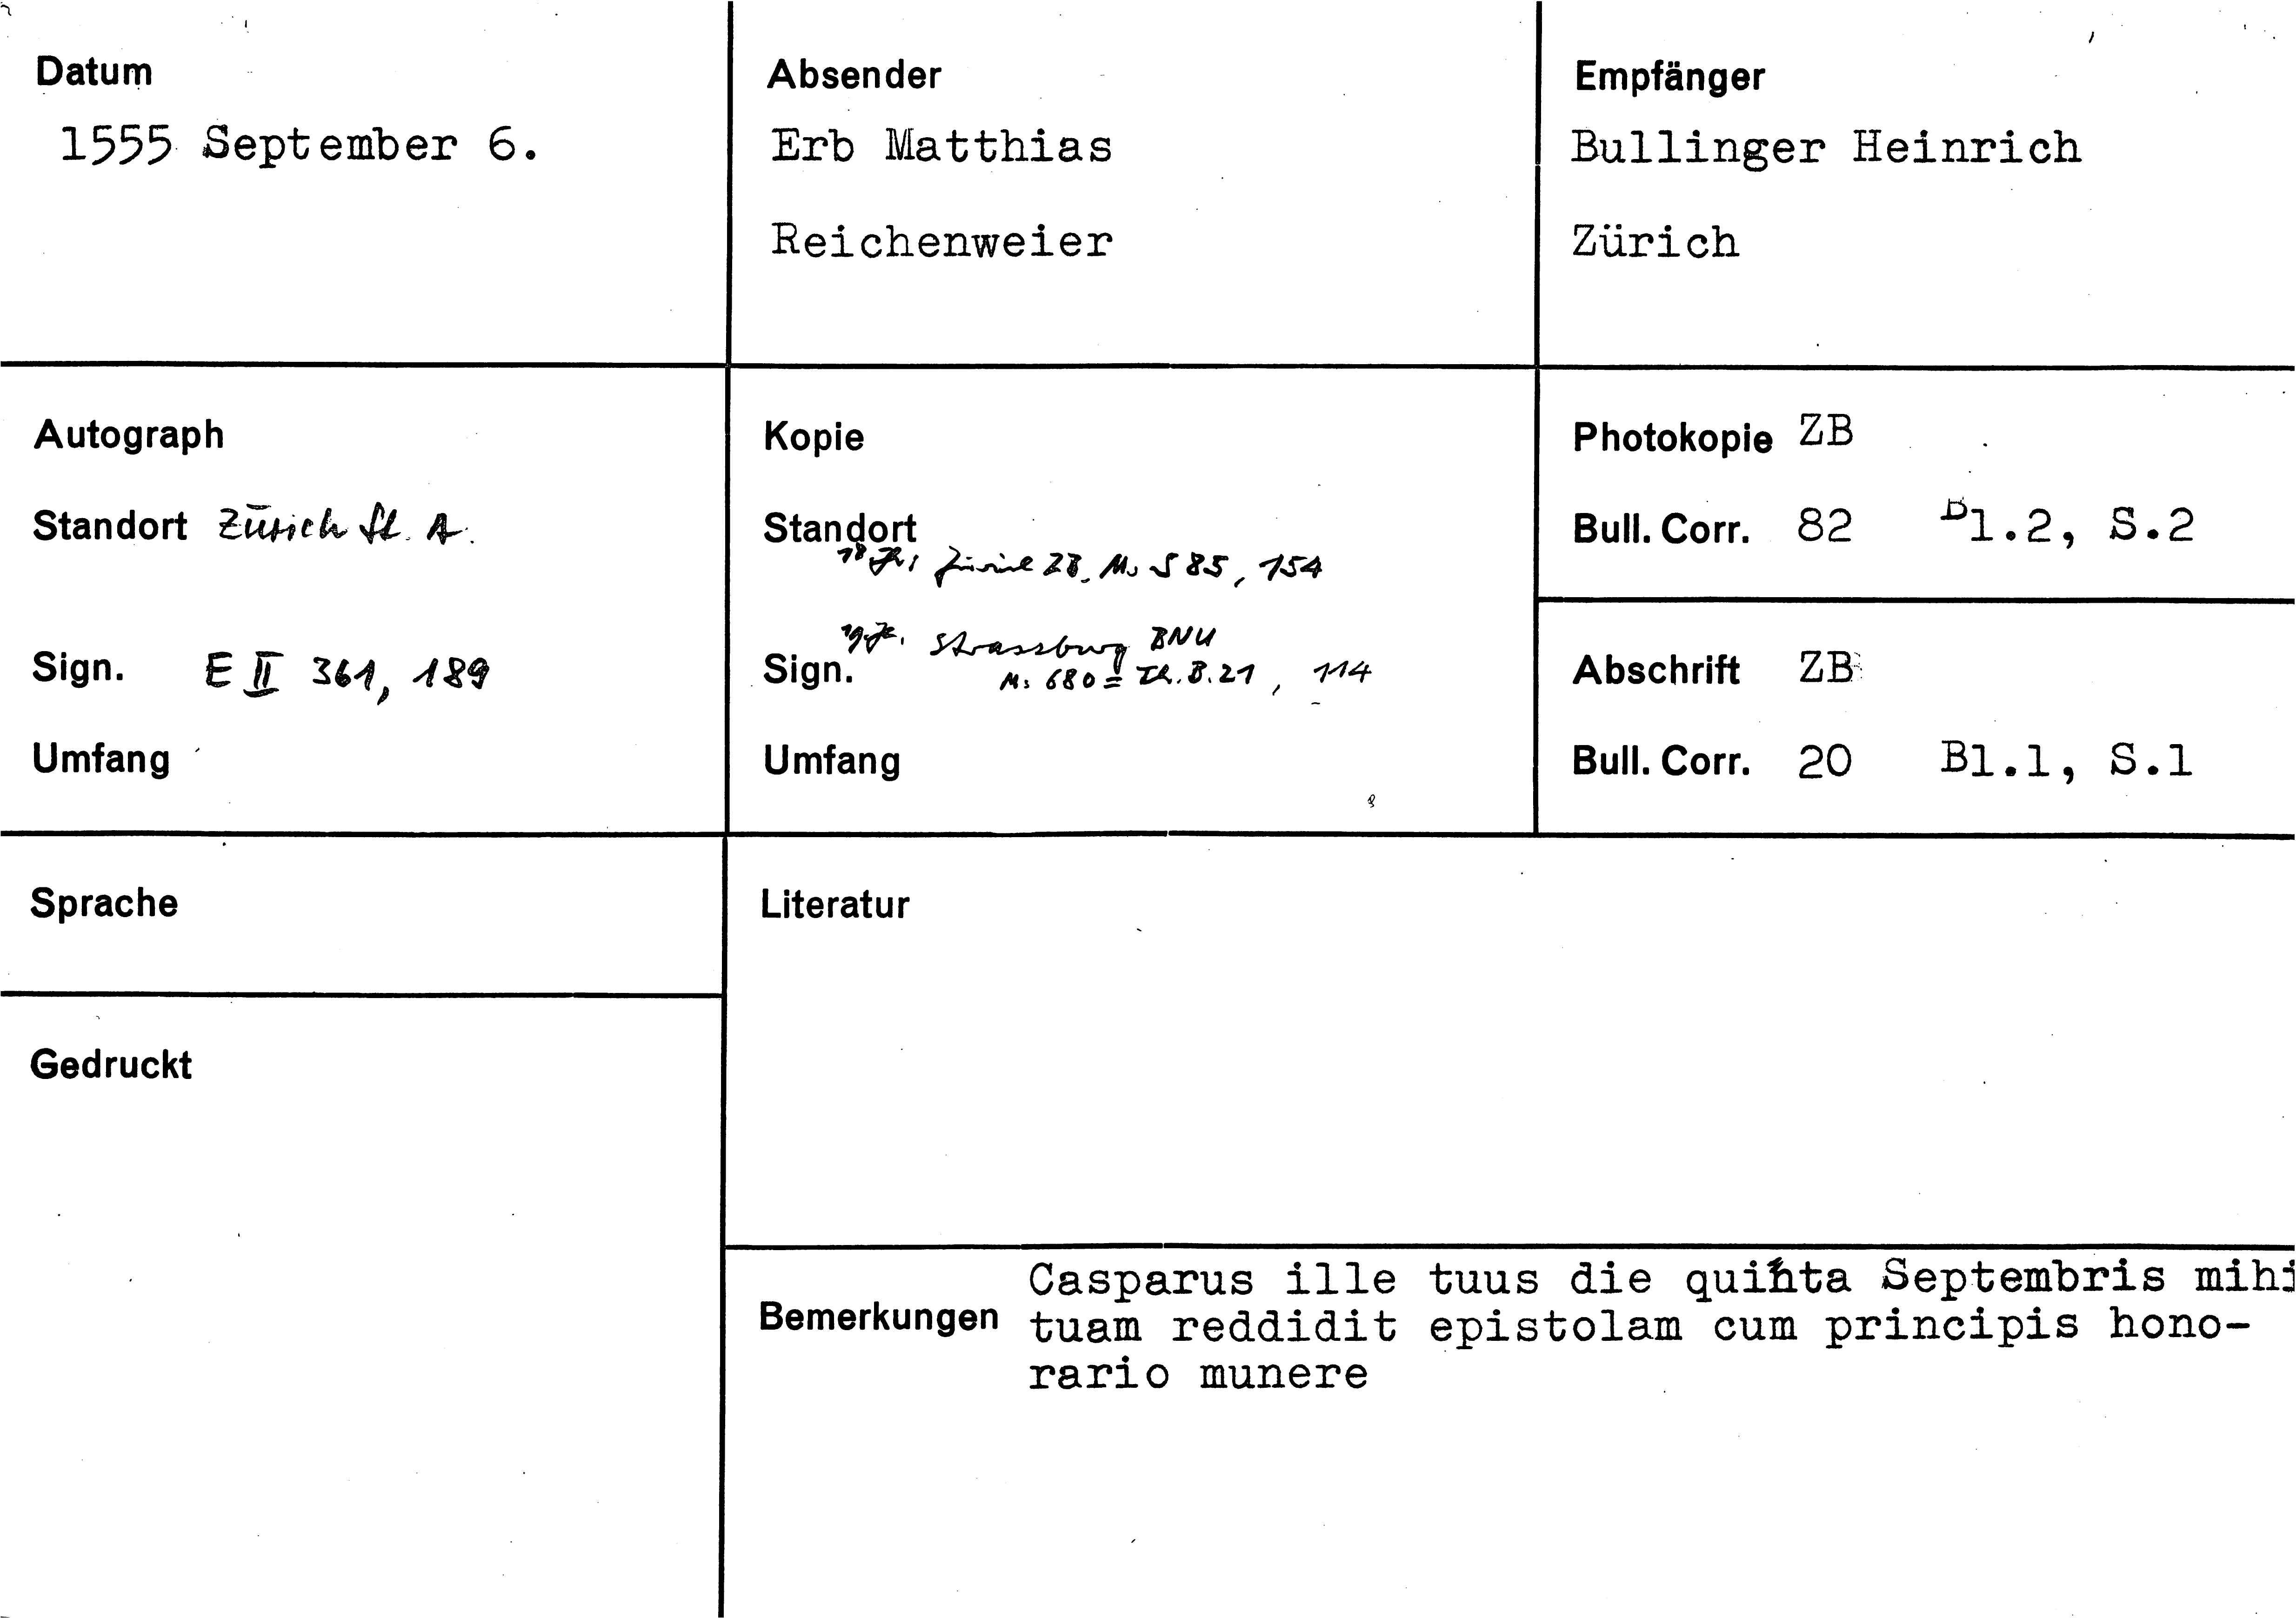 Datum
1555 September 6.
Absender
Erb Matthias
Reichenweier
Empfänger
Bullinger Heinrich
Zürich
Autograph
Standort Zürich St. A.
Sign. E II 361, 189
Umfang
Kopie
Standort
18. Jh. Zürich ZB, Ms S 85, 154
19. Jh. Strassburg BNU
Sign. Ms 680 = Th. B. 21, 114
Umfang
Photokopie ZB
Bull. Corr. 82 Bl.2, S.2
Abschrift ZB
Bull. Corr. 20 Bl.1, S.1
Sprache
Gedruckt
Literatur
Casparus ille tuus die quinta Septembris mihi
Bemerkungen tuam reddidit epistolam cum principis hono-
rario munere